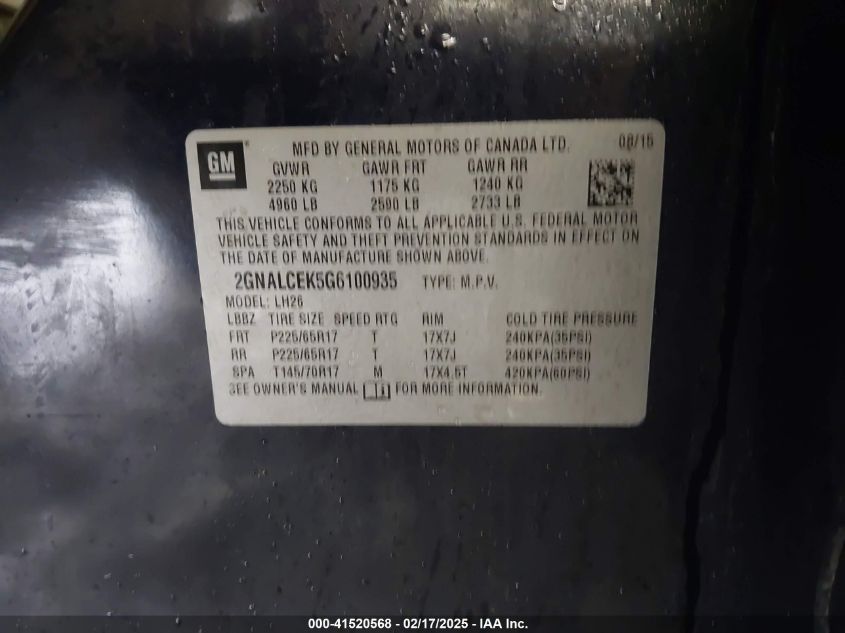 GM
MFD BY GENERAL MOTORS OF CANADA LTD. 08/15
GVWR GAWR FRT GAWR RR
2250 KG 1175 KG 1240 KG
4960 LB 2590 LB 2733 LB
THIS VEHICLE CONFORMS TO ALL APPLICABLE U.S. FEDERAL MOTOR
VEHICLE SAFETY AND THEFT PREVENTION STANDARDS IN EFFECT ON
THE DATE OF MANUFACTURE SHOWN ABOVE.
2GNALCEK5G6100935 TYPE: M.P.V.
MODEL: LH26
LBBZ TIRE SIZE SPEED RTG RIM COLD TIRE PRESSURE
FRT P225/65R17 T 17X7J 240KPA(35PSI)
RR P225/65R17 T 17X7J 240KPA(35PSI)
SPA T145/70R17 M 17X4.5T 420KPA(60PSI)
SEE OWNER'S MANUAL FOR MORE INFORMATION.
000-41520568 - 02/17/2025 - IAA Inc.